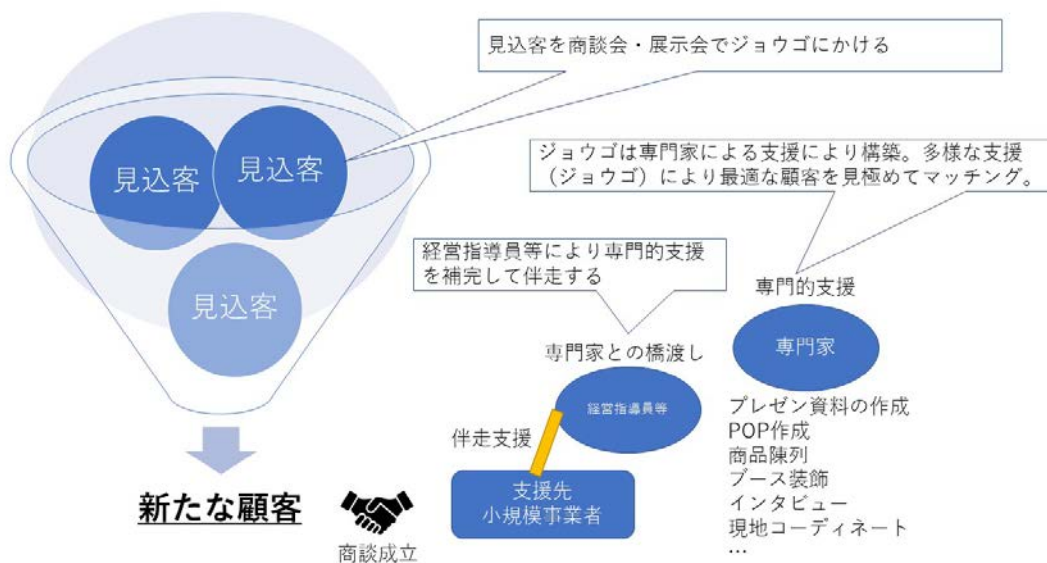 見込客を商談会・展示会でジョウゴにかける
見込客
見込客
見込客
ジョウゴは専門家による支援により構築。多様な支援
（ジョウゴ）により最適な顧客を見極めてマッチング。
経営指導員等により専門的支援
を補完して伴走する
専門的支援
専門家
専門家との橋渡し
経営指導員等
プレゼン資料の作成
POP作成
商品陳列
ブース装飾
インタビュー
現地コーディネート
…
伴走支援
支援先
小規模事業者
新たな顧客
商談成立